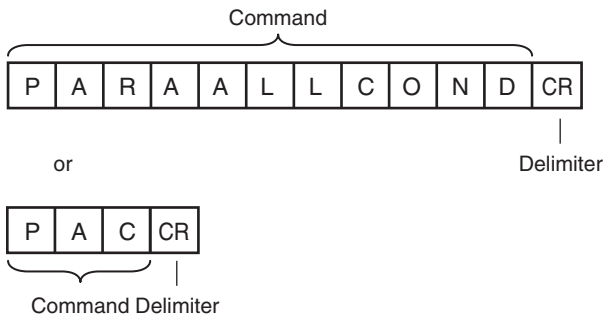 Command
P A R A A L L C O N D CR
or
Delimiter
P A C CR
Command Delimiter